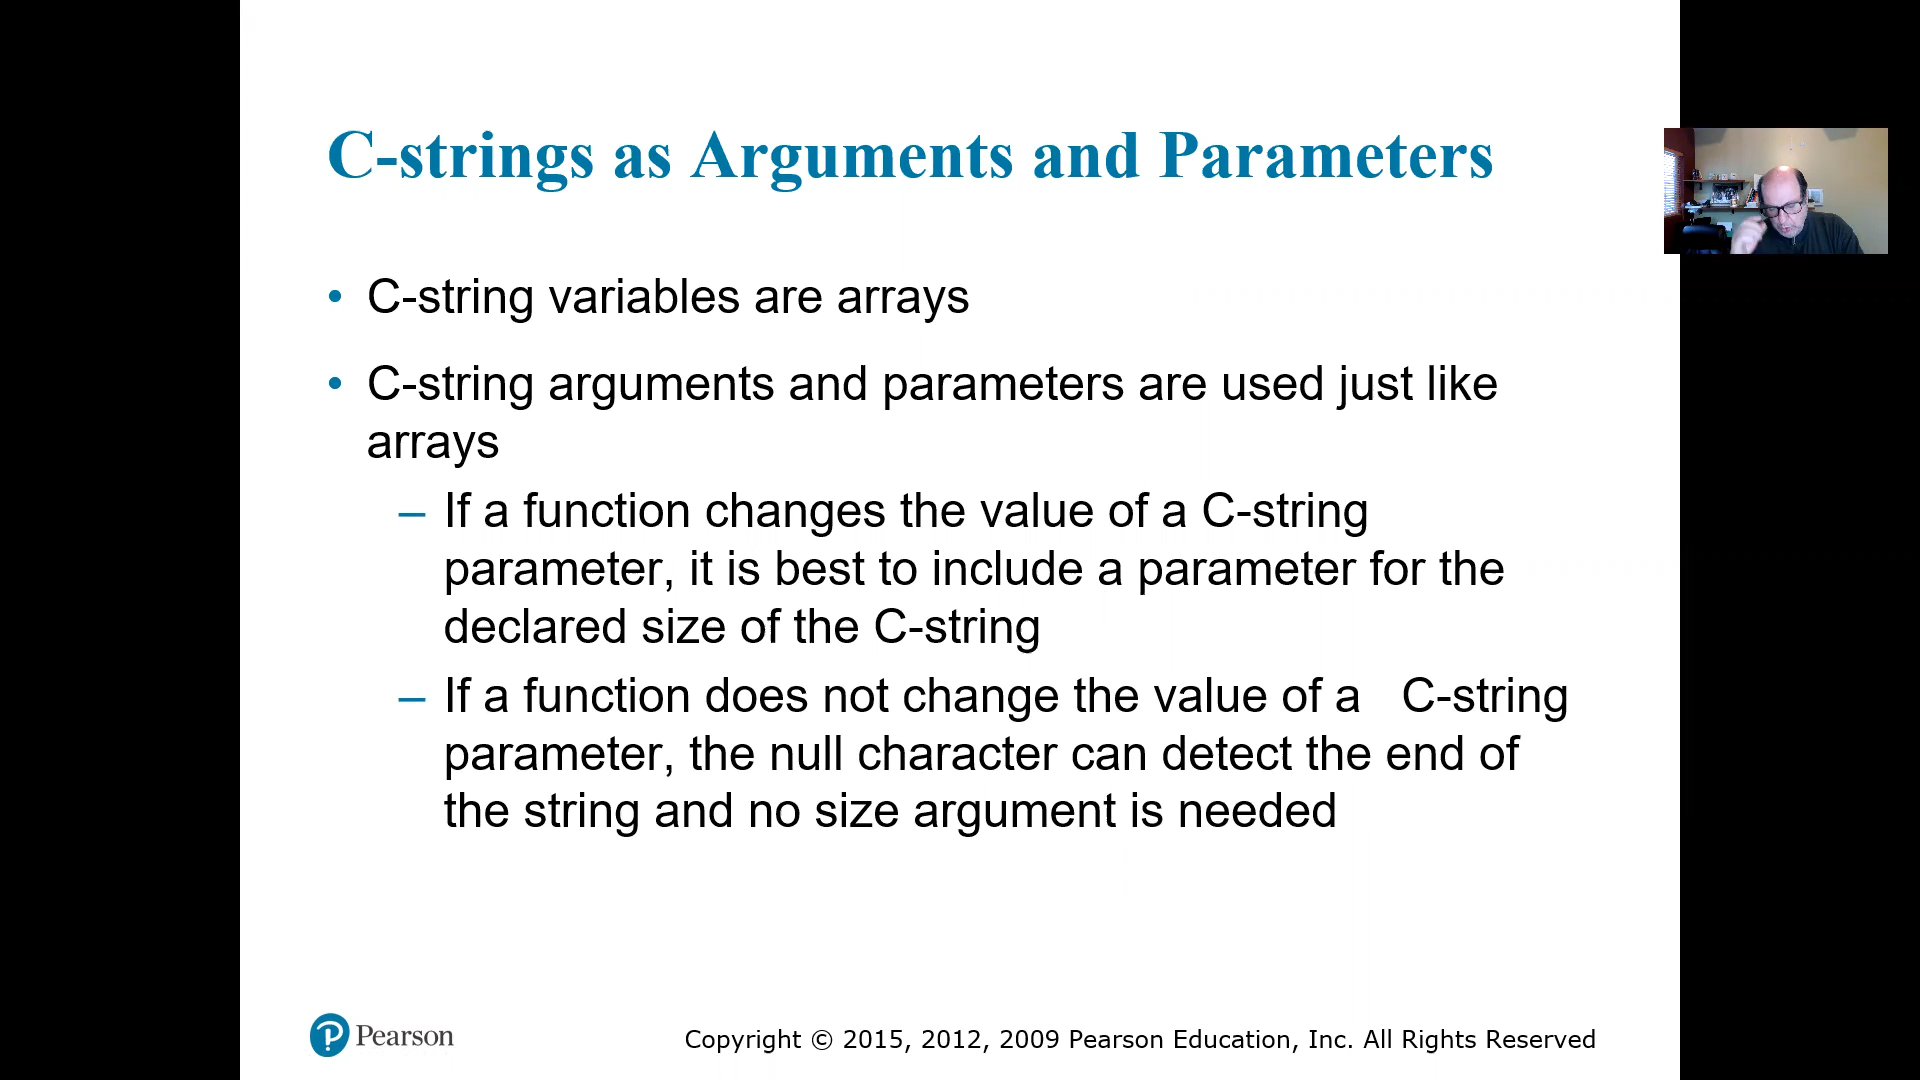 C-strings as Arguments and Parameters
• C-string variables are arrays
• C-string arguments and parameters are used just like
arrays
– If a function changes the value of a C-string
parameter, it is best to include a parameter for the
declared size of the C-string
– If a function does not change the value of a   C-string
parameter, the null character can detect the end of
the string and no size argument is needed
Pearson
Copyright © 2015, 2012, 2009 Pearson Education, Inc. All Rights Reserved